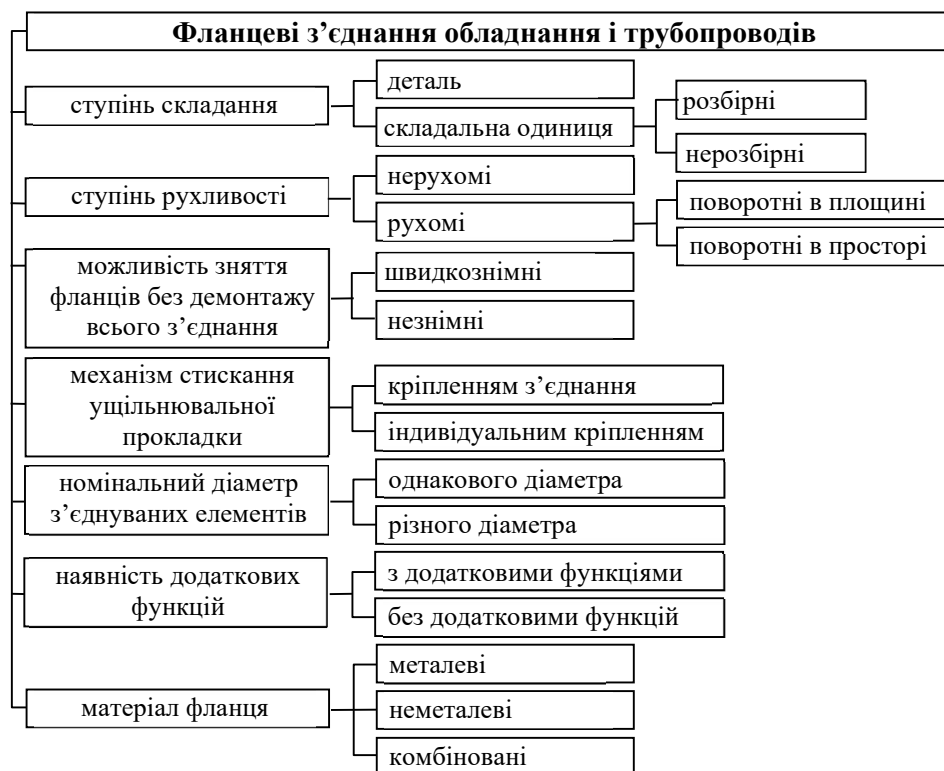 Фланцеві з’єднання обладнання і трубопроводів
ступінь складання
деталь
складальна одиниця
розбірні
нерозбірні
ступінь рухливості
нерухомі
рухомі
поворотні в площині
поворотні в просторі
можливість зняття
фланців без демонтажу
всього з’єднання
швидкознімні
незнімні
механізм стискання
ущільнювальної
прокладки
кріпленням з’єднання
індивідуальним кріпленням
номінальний діаметр
з’єднуваних елементів
однакового діаметра
різного діаметра
наявність додаткових
функцій
з додатковими функціями
без додатковими функцій
матеріал фланця
металеві
неметалеві
комбіновані